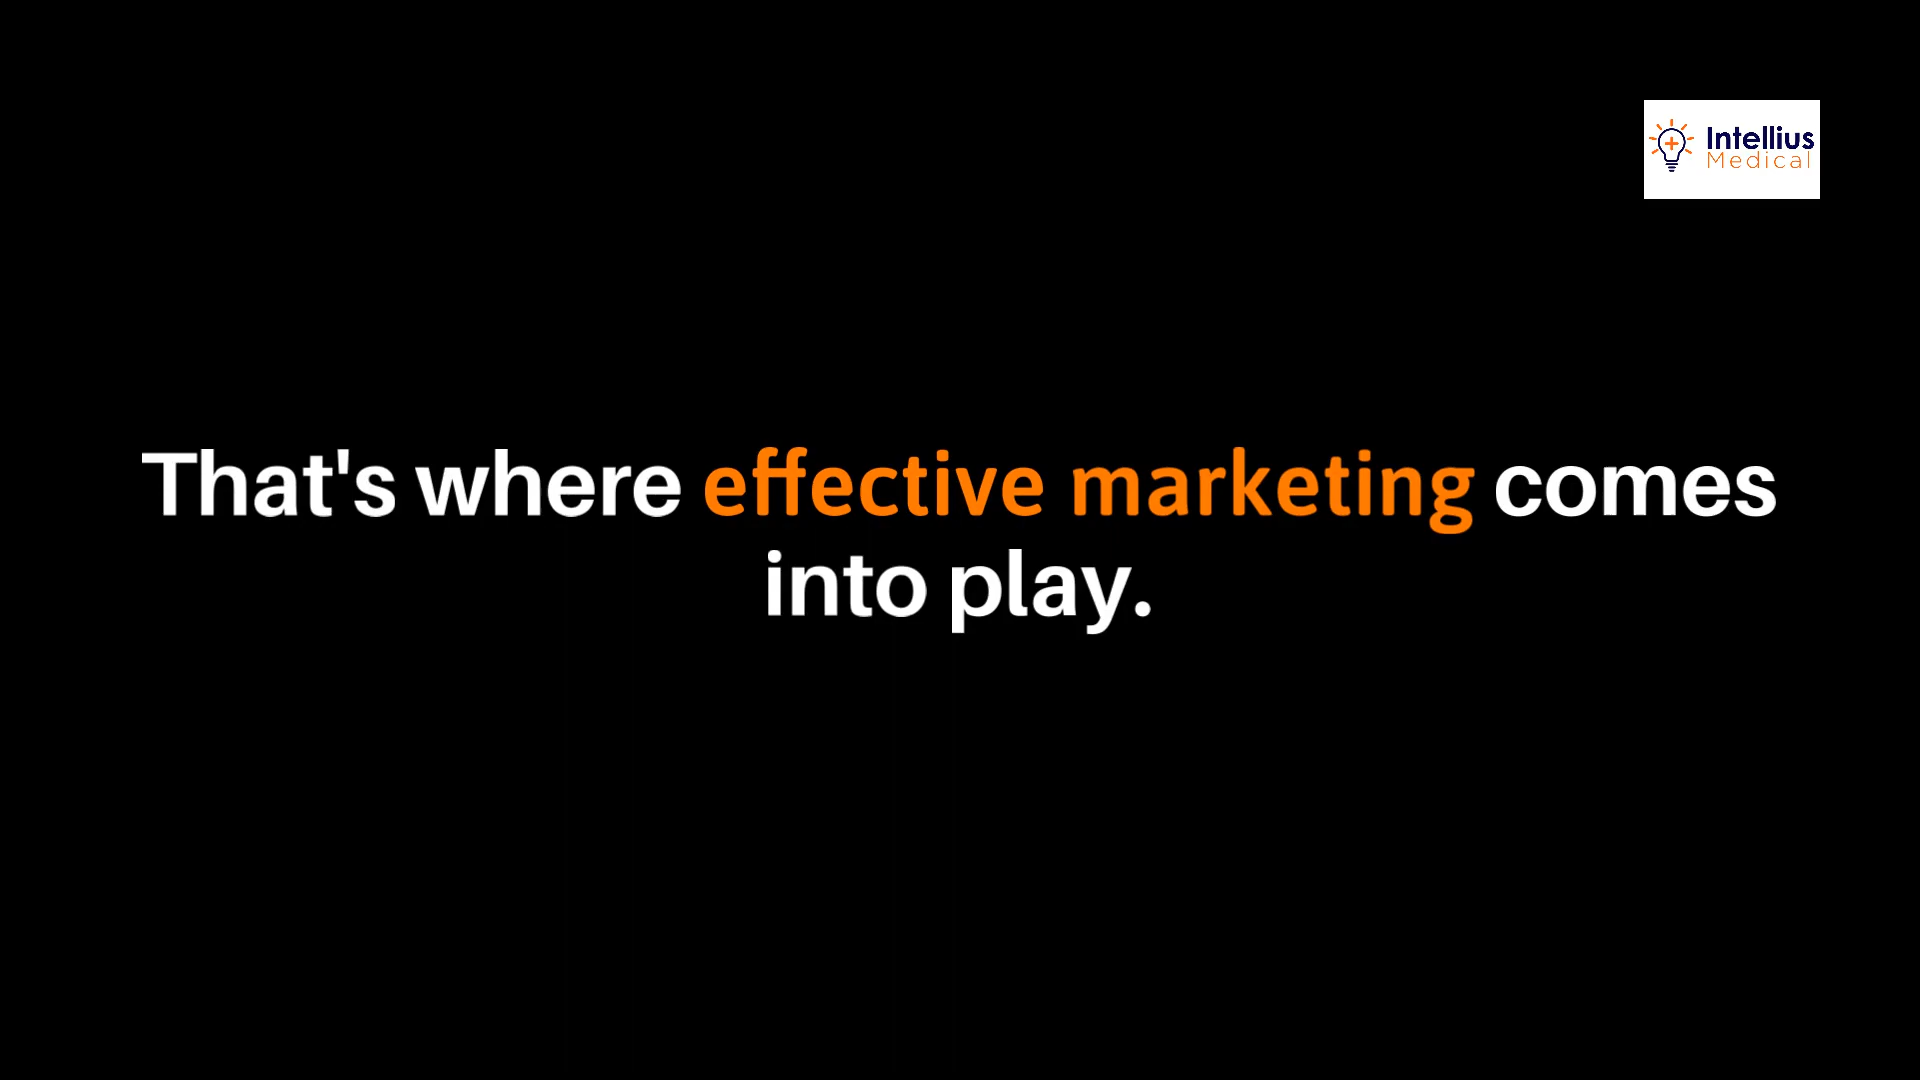 Intellius
Medical
That's where effective marketing comes
into play.